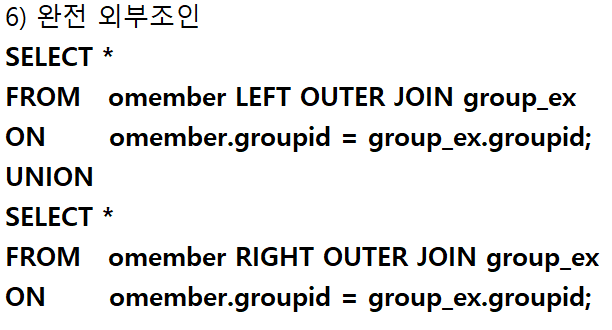 6) 완전 외부조인
SELECT *
FROM omember LEFT OUTER JOIN group_ex
ON omember.groupid = group_ex.groupid;
UNION
SELECT *
FROM omember RIGHT OUTER JOIN group_ex
ON omember.groupid = group_ex.groupid;